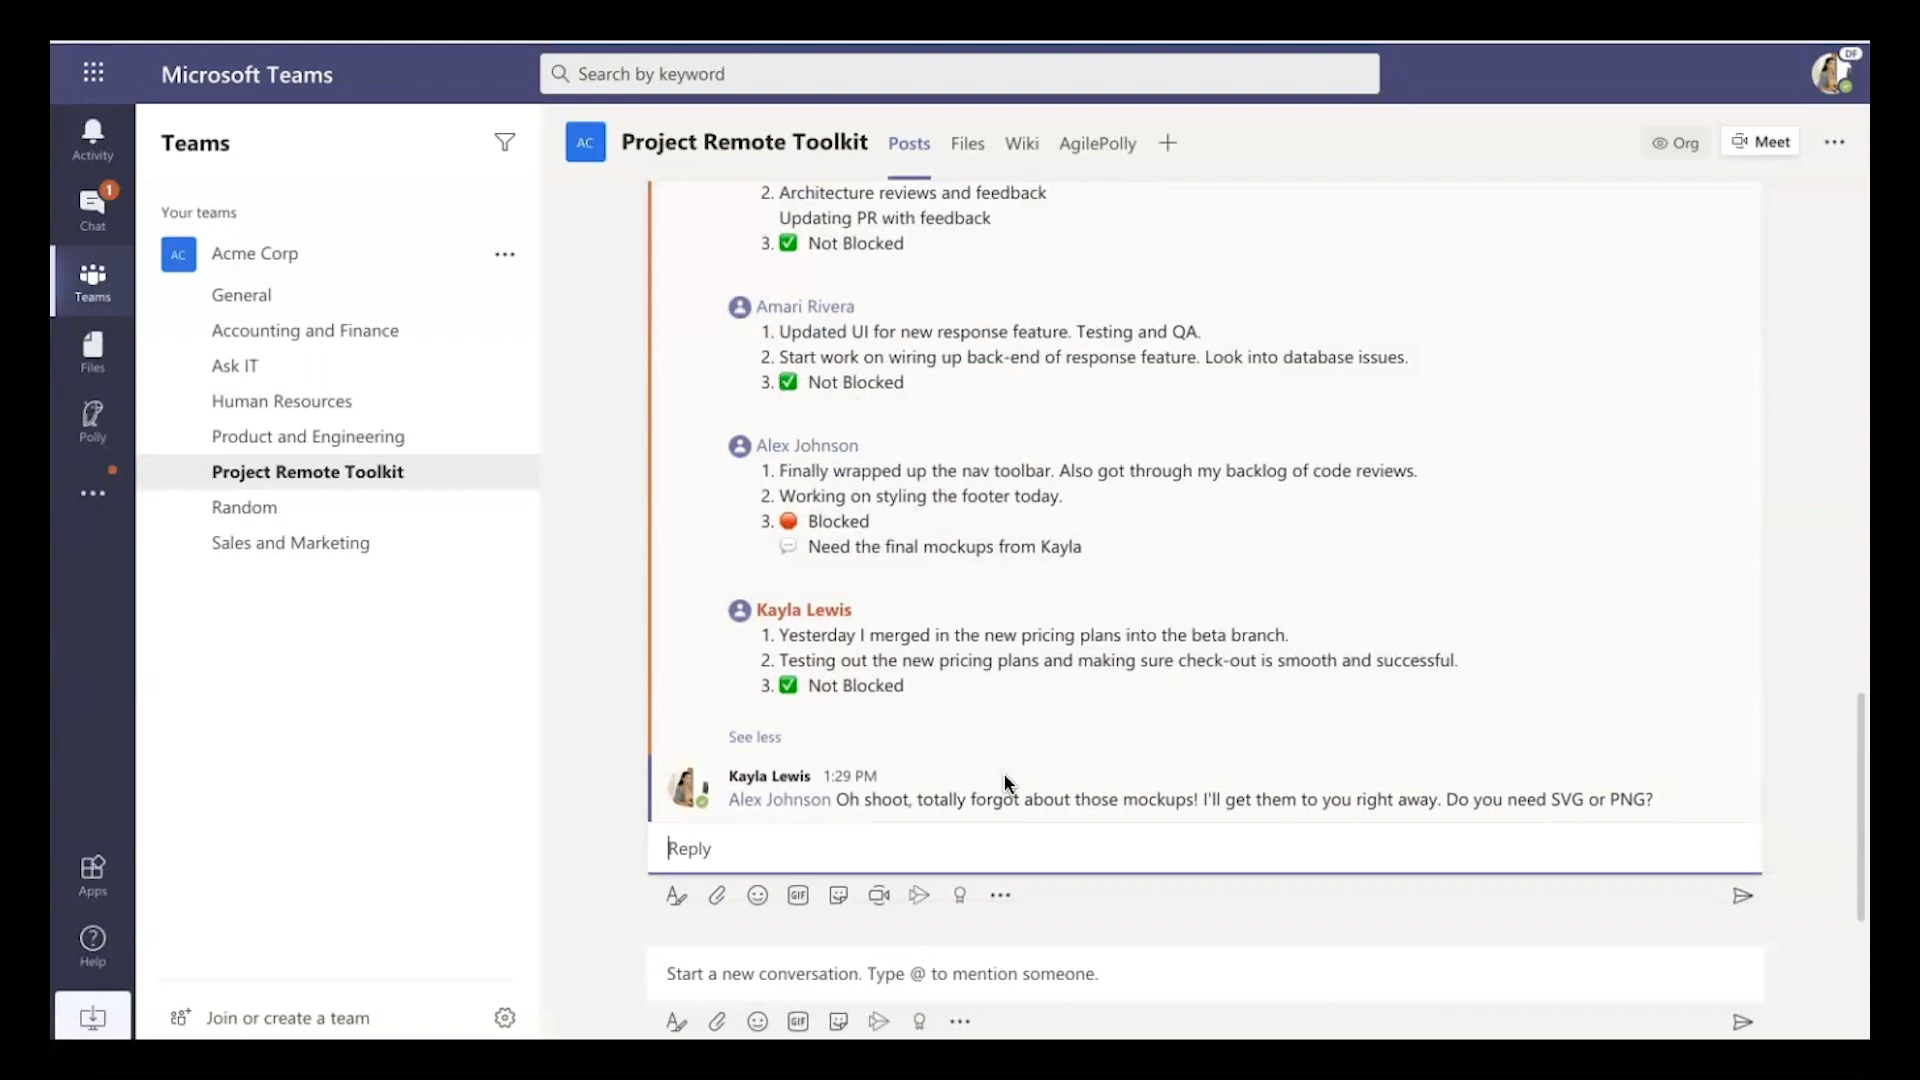 Microsoft Teams
Search by keyword
DF
Activity
1
Chat
Teams
Files
Polly
Apps
Help
Teams
Your teams
AC
Acme Corp
General
Accounting and Finance
Ask IT
Human Resources
Product and Engineering
Project Remote Toolkit
Random
Sales and Marketing
Join or create a team
AC
Project Remote Toolkit
Posts
Files
Wiki
AgilePolly
Org
Meet
2. Architecture reviews and feedback
Updating PR with feedback
3. ✅ Not Blocked
Amari Rivera
1. Updated UI for new response feature. Testing and QA.
2. Start work on wiring up back-end of response feature. Look into database issues.
3. ✅ Not Blocked
Alex Johnson
1. Finally wrapped up the nav toolbar. Also got through my backlog of code reviews.
2. Working on styling the footer today.
3. 🛑 Blocked
💬 Need the final mockups from Kayla
Kayla Lewis
1. Yesterday I merged in the new pricing plans into the beta branch.
2. Testing out the new pricing plans and making sure check-out is smooth and successful.
3. ✅ Not Blocked
See less
Kayla Lewis 1:29 PM
Alex Johnson Oh shoot, totally forgot about those mockups! I'll get them to you right away. Do you need SVG or PNG?
Reply
GIF
Start a new conversation. Type @ to mention someone.
GIF